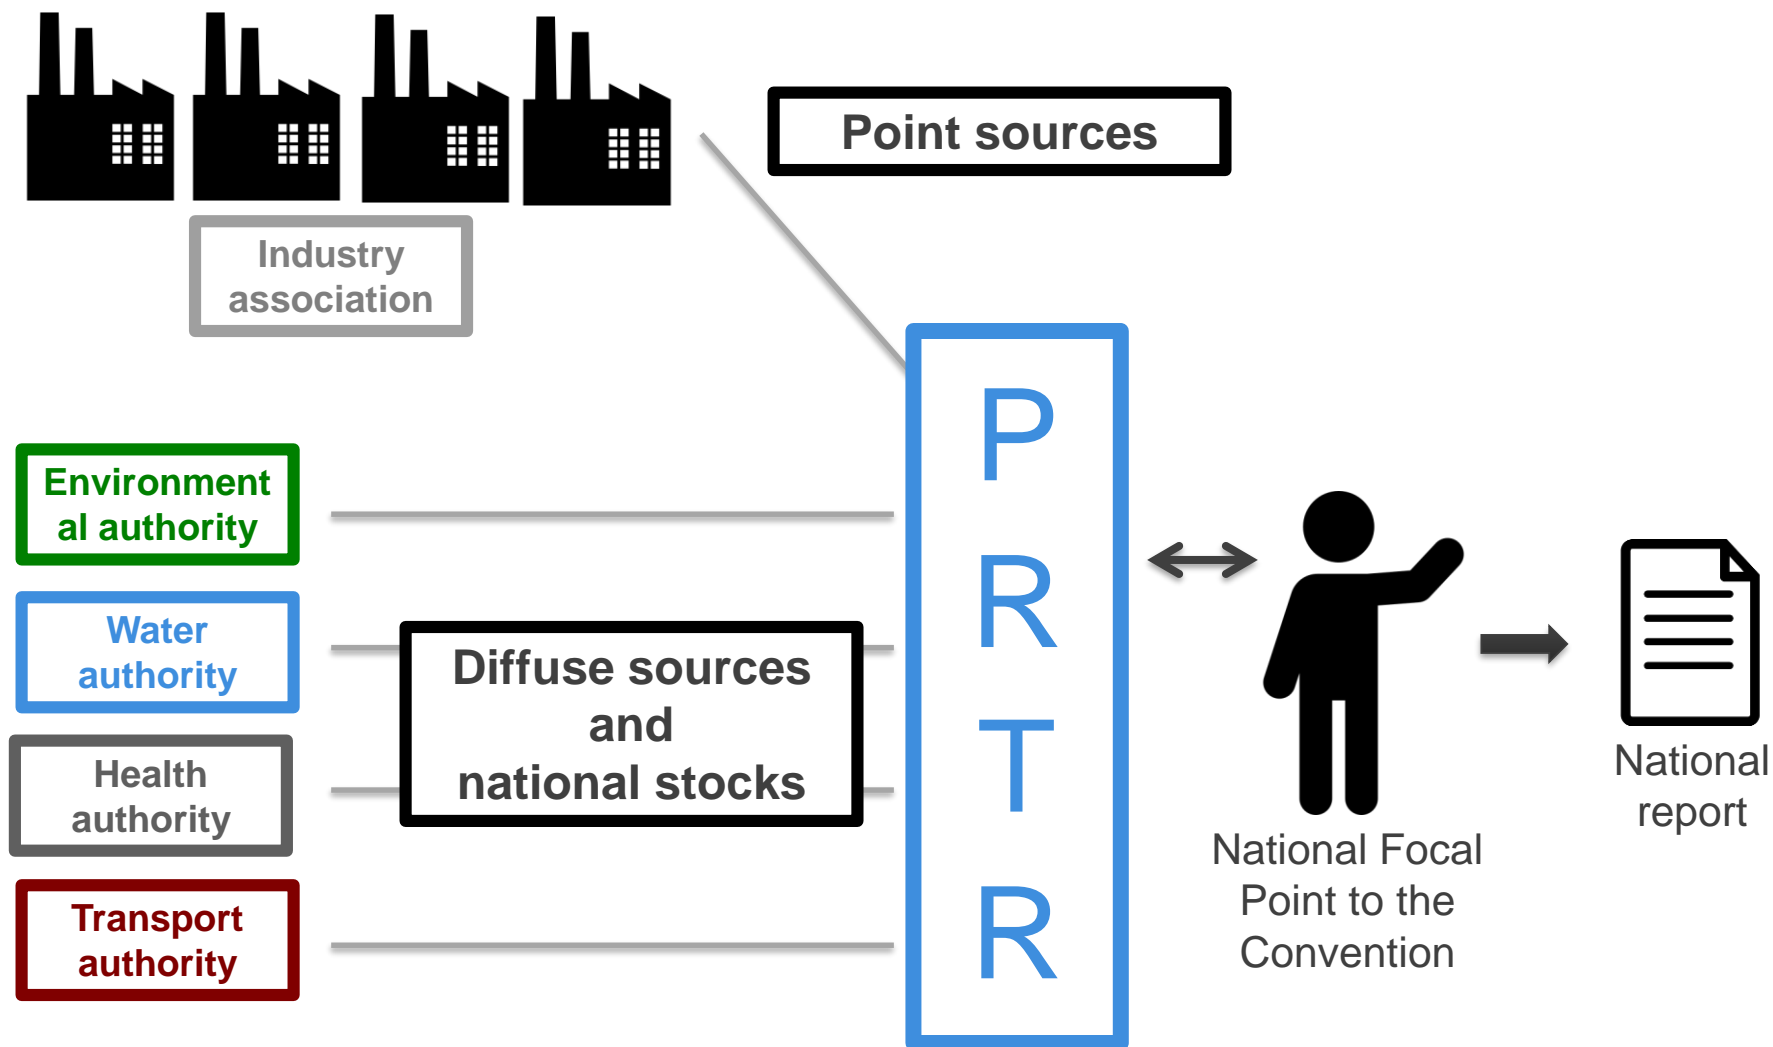 Point sources
Industry
association
P
R
T
R
Environment
al authority
Water
authority
Health
authority
Transport
authority
Diffuse sources
and
national stocks
National Focal
Point to the
Convention
National
report